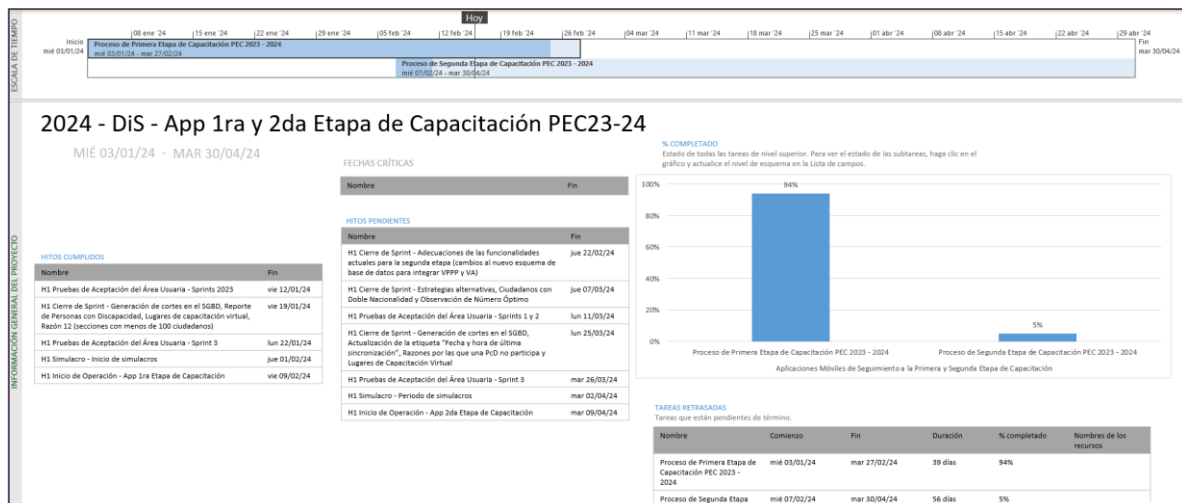 Hoy
08 ene '24 15 ene '24 22 ene '24 29 ene '24 05 feb '24 12 feb '24 19 feb '24 26 feb '24 04 mar '24 11 mar '24 18 mar '24 25 mar '24 01 abr '24 08 abr '24 15 abr '24 22 abr '24 29 abr '24
ESCALA DE TIEMPO
Inicio
mié 03/01/24
Proceso de Primera Etapa de Capacitación PEC 2023 - 2024
mié 03/01/24 - mar 27/02/24
Proceso de Segunda Etapa de Capacitación PEC 2023 - 2024
mié 07/02/24 - mar 30/04/24
Fin
mar 30/04/24
INFORMACIÓN GENERAL DEL PROYECTO
2024 - DiS - App 1ra y 2da Etapa de Capacitación PEC23-24
MIÉ 03/01/24 - MAR 30/04/24
HITOS CUMPLIDOS
Nombre Fin
H1 Pruebas de Aceptación del Área Usuaria - Sprints 2023 vie 12/01/24
H1 Cierre de Sprint - Generación de cortes en el SGBD, Reporte vie 19/01/24
de Personas con Discapacidad, Lugares de capacitación virtual,
Razón 12 (secciones con menos de 100 ciudadanos)
H1 Pruebas de Aceptación del Área Usuaria - Sprint 3 lun 22/01/24
H1 Simulacro - Inicio de simulacros jue 01/02/24
H1 Inicio de Operación - App 1ra Etapa de Capacitación vie 09/02/24
FECHAS CRÍTICAS
Nombre Fin
HITOS PENDIENTES
Nombre Fin
H1 Cierre de Sprint - Adecuaciones de las funcionalidades jue 22/02/24
actuales para la segunda etapa (cambios al nuevo esquema de
base de datos para integrar VPPP y VA)
H1 Cierre de Sprint - Estrategias alternativas, Ciudadanos con jue 07/03/24
Doble Nacionalidad y Observación de Número Óptimo
H1 Pruebas de Aceptación del Área Usuaria - Sprints 1 y 2 lun 11/03/24
H1 Cierre de Sprint - Generación de cortes en el SGBD, lun 25/03/24
Actualización de la etiqueta "Fecha y hora de última
sincronización", Razones por las que una PcD no participa y
Lugares de Capacitación Virtual
H1 Pruebas de Aceptación del Área Usuaria - Sprint 3 mar 26/03/24
H1 Simulacro - Periodo de simulacros mar 02/04/24
H1 Inicio de Operación - App 2da Etapa de Capacitación mar 09/04/24
% COMPLETADO
Estado de todas las tareas de nivel superior. Para ver el estado de las subtareas, haga clic en el
gráfico y actualice el nivel de esquema en la Lista de campos.
100%
80%
60%
40%
20%
0%
94%
5%
Proceso de Primera Etapa de Capacitación PEC 2023 - 2024 Proceso de Segunda Etapa de Capacitación PEC 2023 - 2024
Aplicaciones Móviles de Seguimiento a la Primera y Segunda Etapa de Capacitación
TAREAS RETRASADAS
Tareas que están pendientes de término.
Nombre Comienzo Fin Duración % completado Nombres de los
recursos
Proceso de Primera Etapa de mié 03/01/24 mar 27/02/24 39 días 94%
Capacitación PEC 2023 -
2024
Proceso de Segunda Etapa mié 07/02/24 mar 30/04/24 56 días 5%